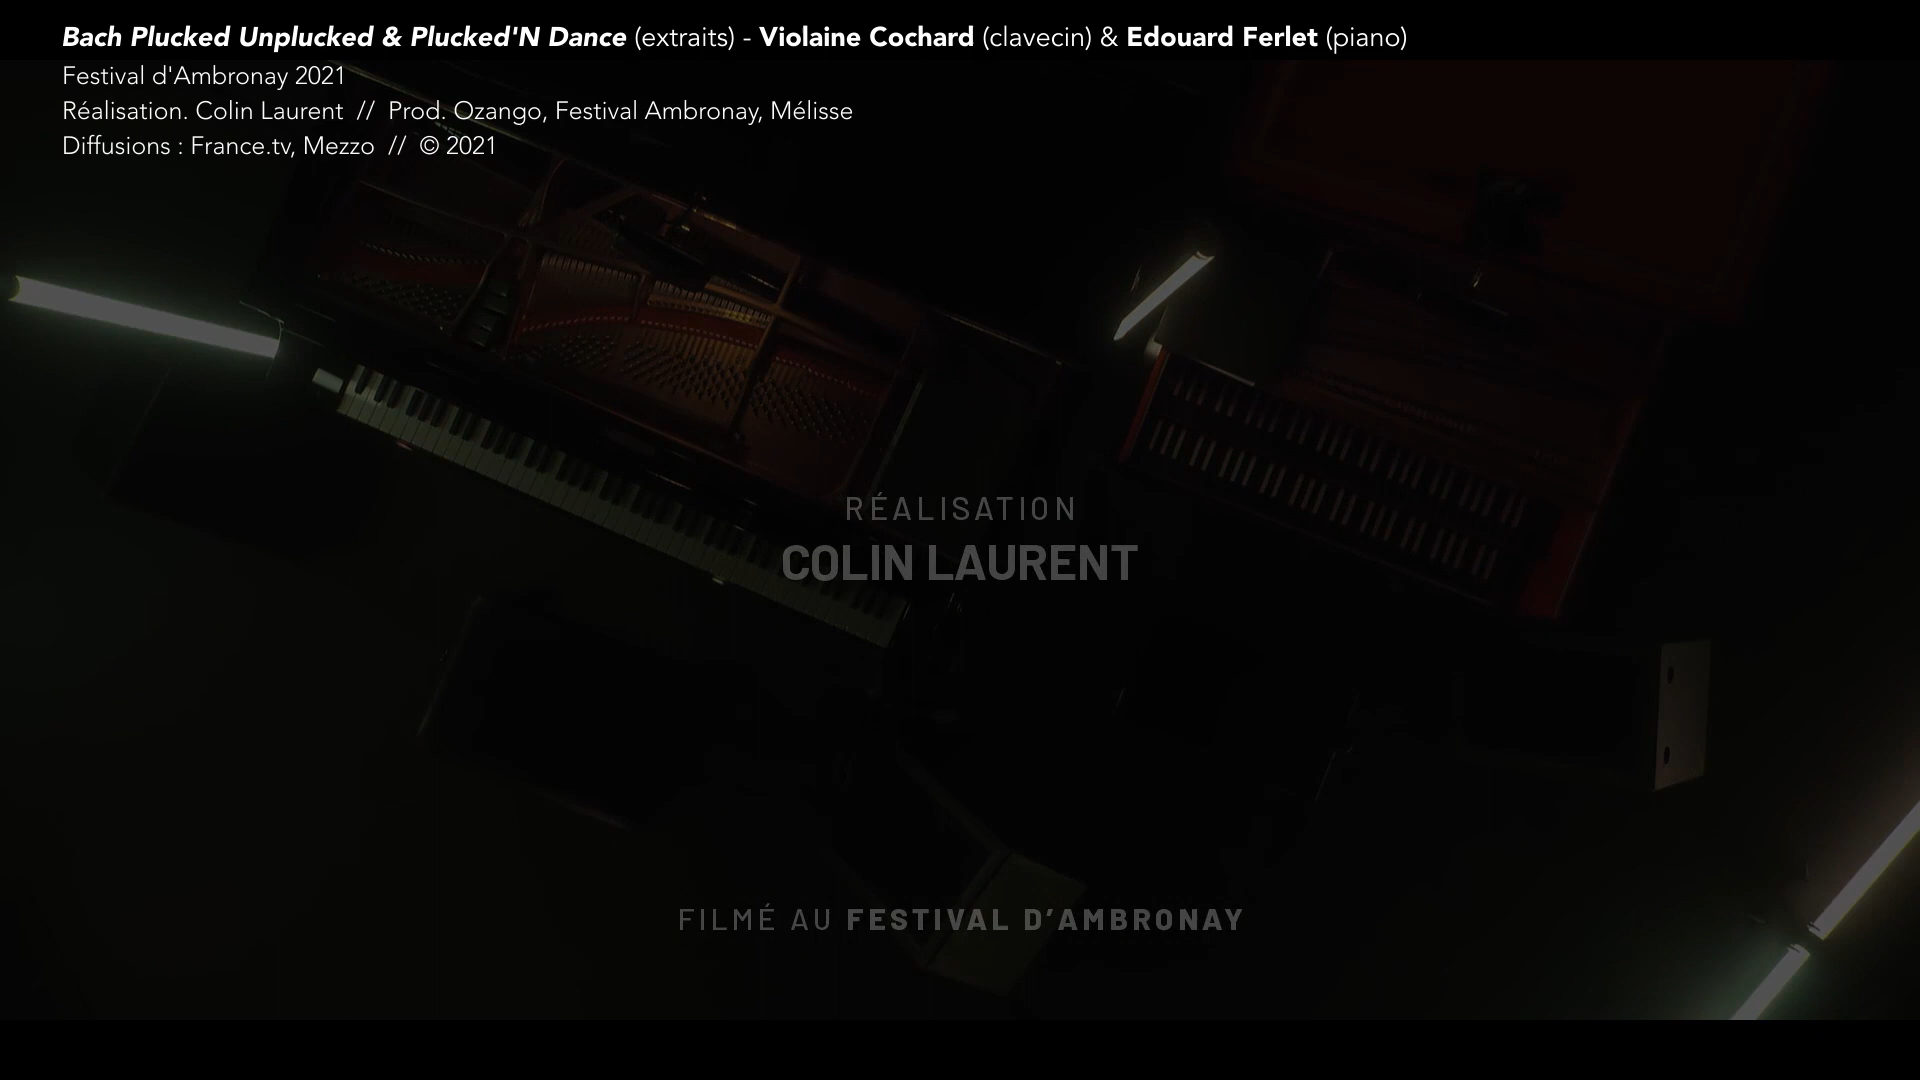 Bach Plucked Unplucked & Plucked'N Dance (extraits) - Violaine Cochard (clavecin) & Edouard Ferlet (piano)
Festival d'Ambronay 2021
Réalisation. Colin Laurent // Prod. Ozango, Festival Ambronay, Mélisse
Diffusions : France.tv, Mezzo // © 2021
RÉALISATION
COLIN LAURENT
FILMÉ AU FESTIVAL D’AMBRONAY